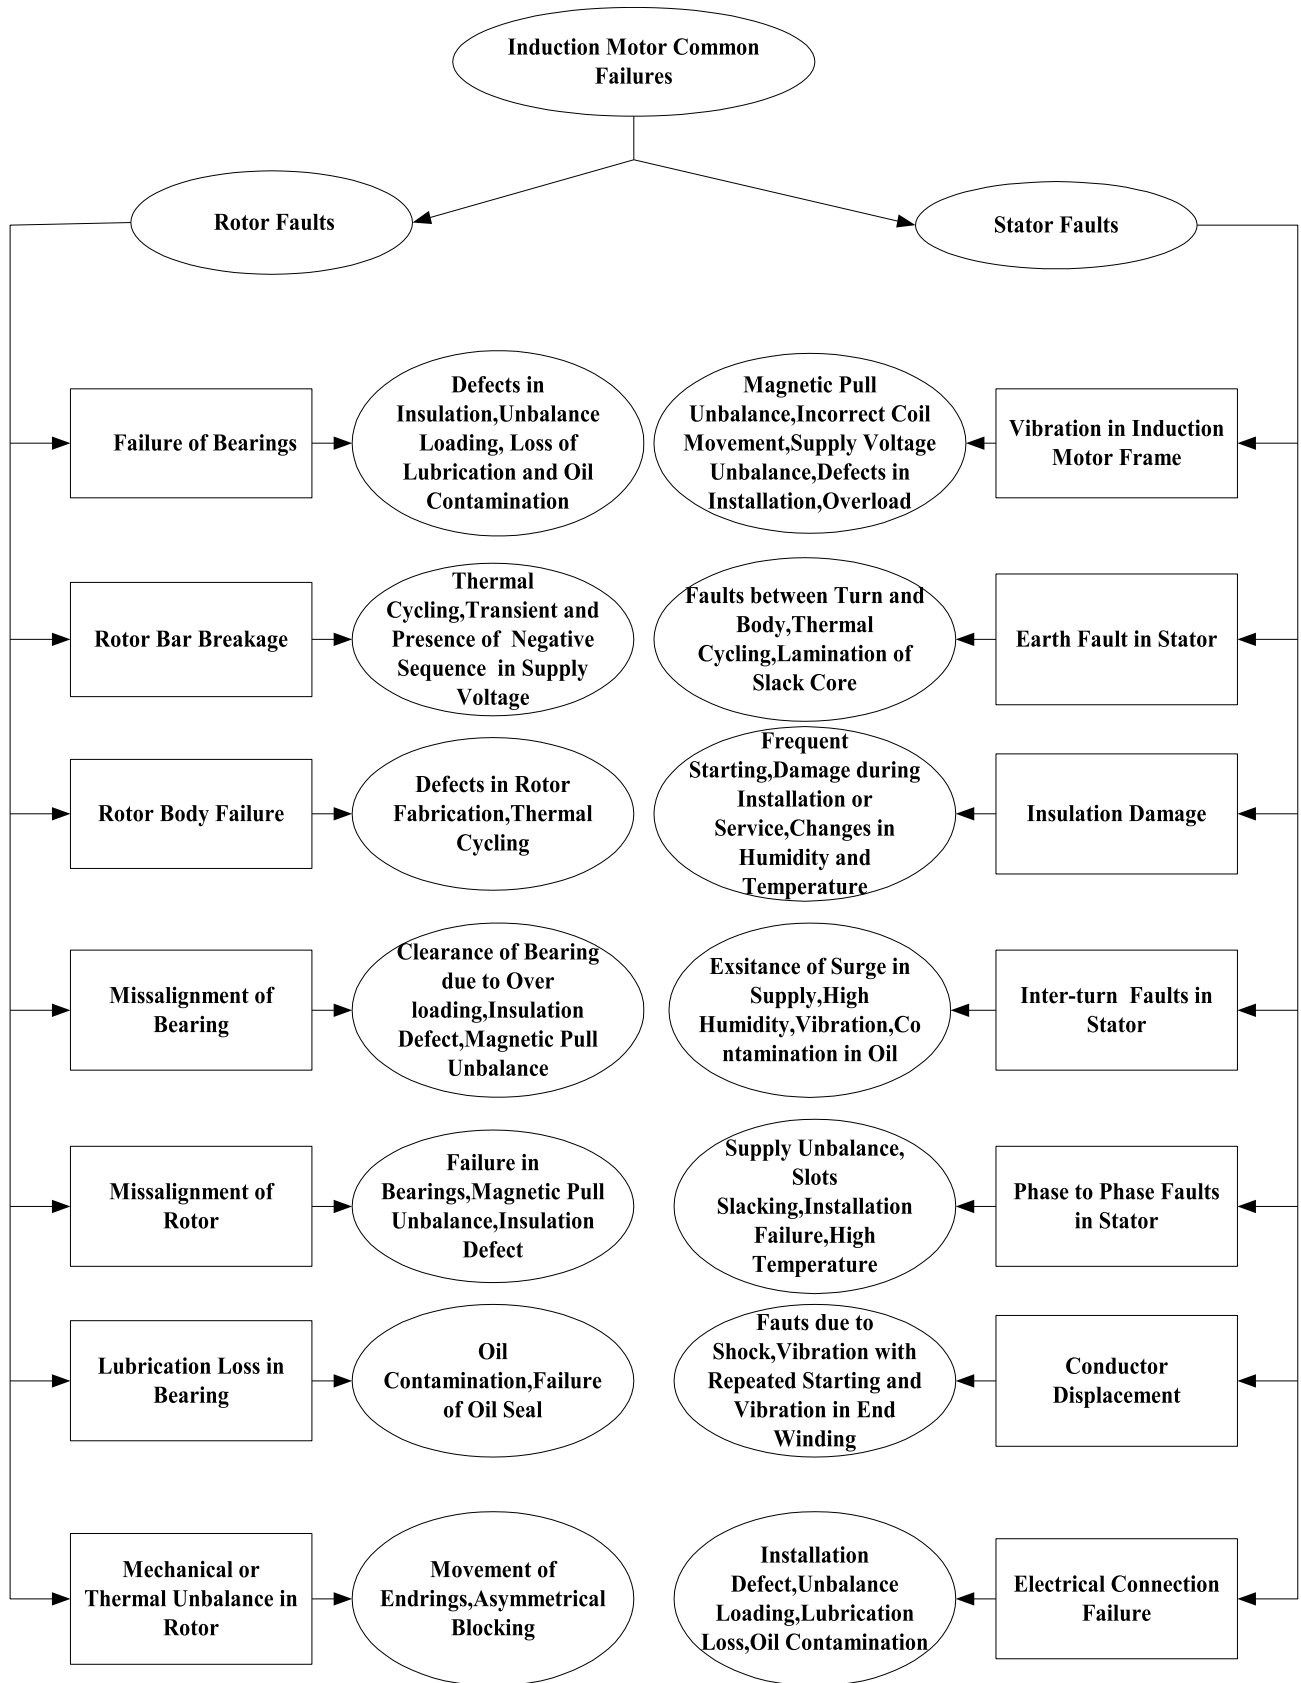 Induction Motor Common
Failures
Rotor Faults
Stator Faults
Failure of Bearings
Defects in
Insulation,Unbalance
Loading, Loss of
Lubrication and Oil
Contamination
Magnetic Pull
Unbalance,Incorrect Coil
Movement,Supply Voltage
Unbalance,Defects in
Installation,Overload
Vibration in Induction
Motor Frame
Rotor Bar Breakage
Thermal
Cycling,Transient and
Presence of Negative
Sequence in Supply
Voltage
Faults between Turn and
Body,Thermal
Cycling,Lamination of
Slack Core
Earth Fault in Stator
Rotor Body Failure
Defects in Rotor
Fabrication,Thermal
Cycling
Frequent
Starting,Damage during
Installation or
Service,Changes in
Humidity and
Temperature
Insulation Damage
Missalignment of
Bearing
Clearance of Bearing
due to Over
loading,Insulation
Defect,Magnetic Pull
Unbalance
Exsitance of Surge in
Supply,High
Humidity,Vibration,Co
ntamination in Oil
Inter-turn Faults in
Stator
Missalignment of
Rotor
Failure in
Bearings,Magnetic Pull
Unbalance,Insulation
Defect
Supply Unbalance,
Slots
Slacking,Installation
Failure,High
Temperature
Phase to Phase Faults
in Stator
Lubrication Loss in
Bearing
Oil
Contamination,Failure
of Oil Seal
Fauts due to
Shock,Vibration with
Repeated Starting and
Vibration in End
Winding
Conductor
Displacement
Mechanical or
Thermal Unbalance in
Rotor
Movement of
Endrings,Asymmetrical
Blocking
Installation
Defect,Unbalance
Loading,Lubrication
Loss,Oil Contamination
Electrical Connection
Failure